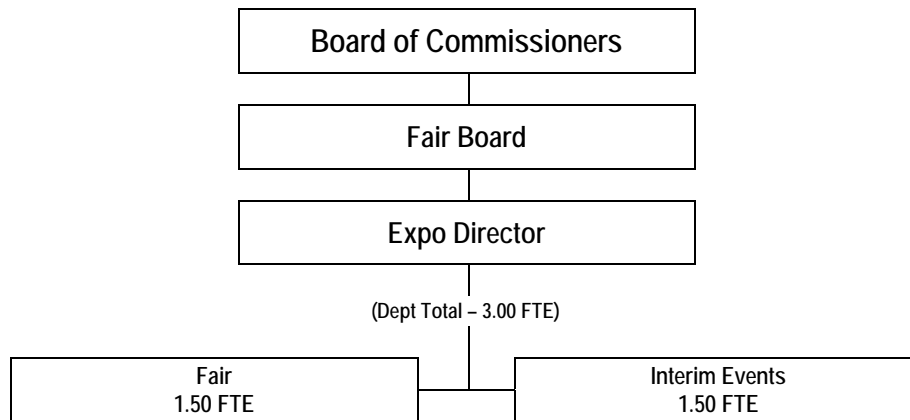 Board of Commissioners
Fair Board
Expo Director
(Dept Total – 3.00 FTE)
Fair
1.50 FTE
Interim Events
1.50 FTE